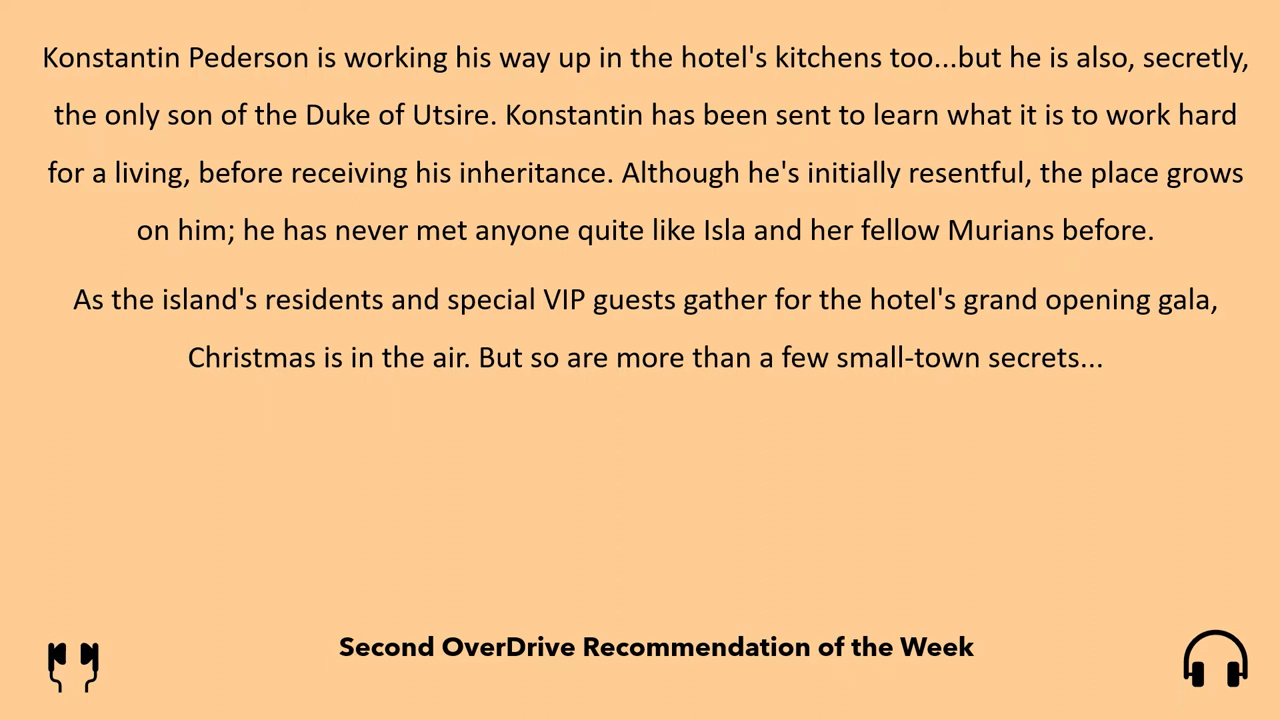 Konstantin Pederson is working his way up in the hotel's kitchens too...but he is also, secretly,
the only son of the Duke of Utsire. Konstantin has been sent to learn what it is to work hard
for a living, before receiving his inheritance. Although he's initially resentful, the place grows
on him; he has never met anyone quite like Isla and her fellow Murians before.
As the island's residents and special VIP guests gather for the hotel's grand opening gala,
Christmas is in the air. But so are more than a few small-town secrets...
Second OverDrive Recommendation of the Week